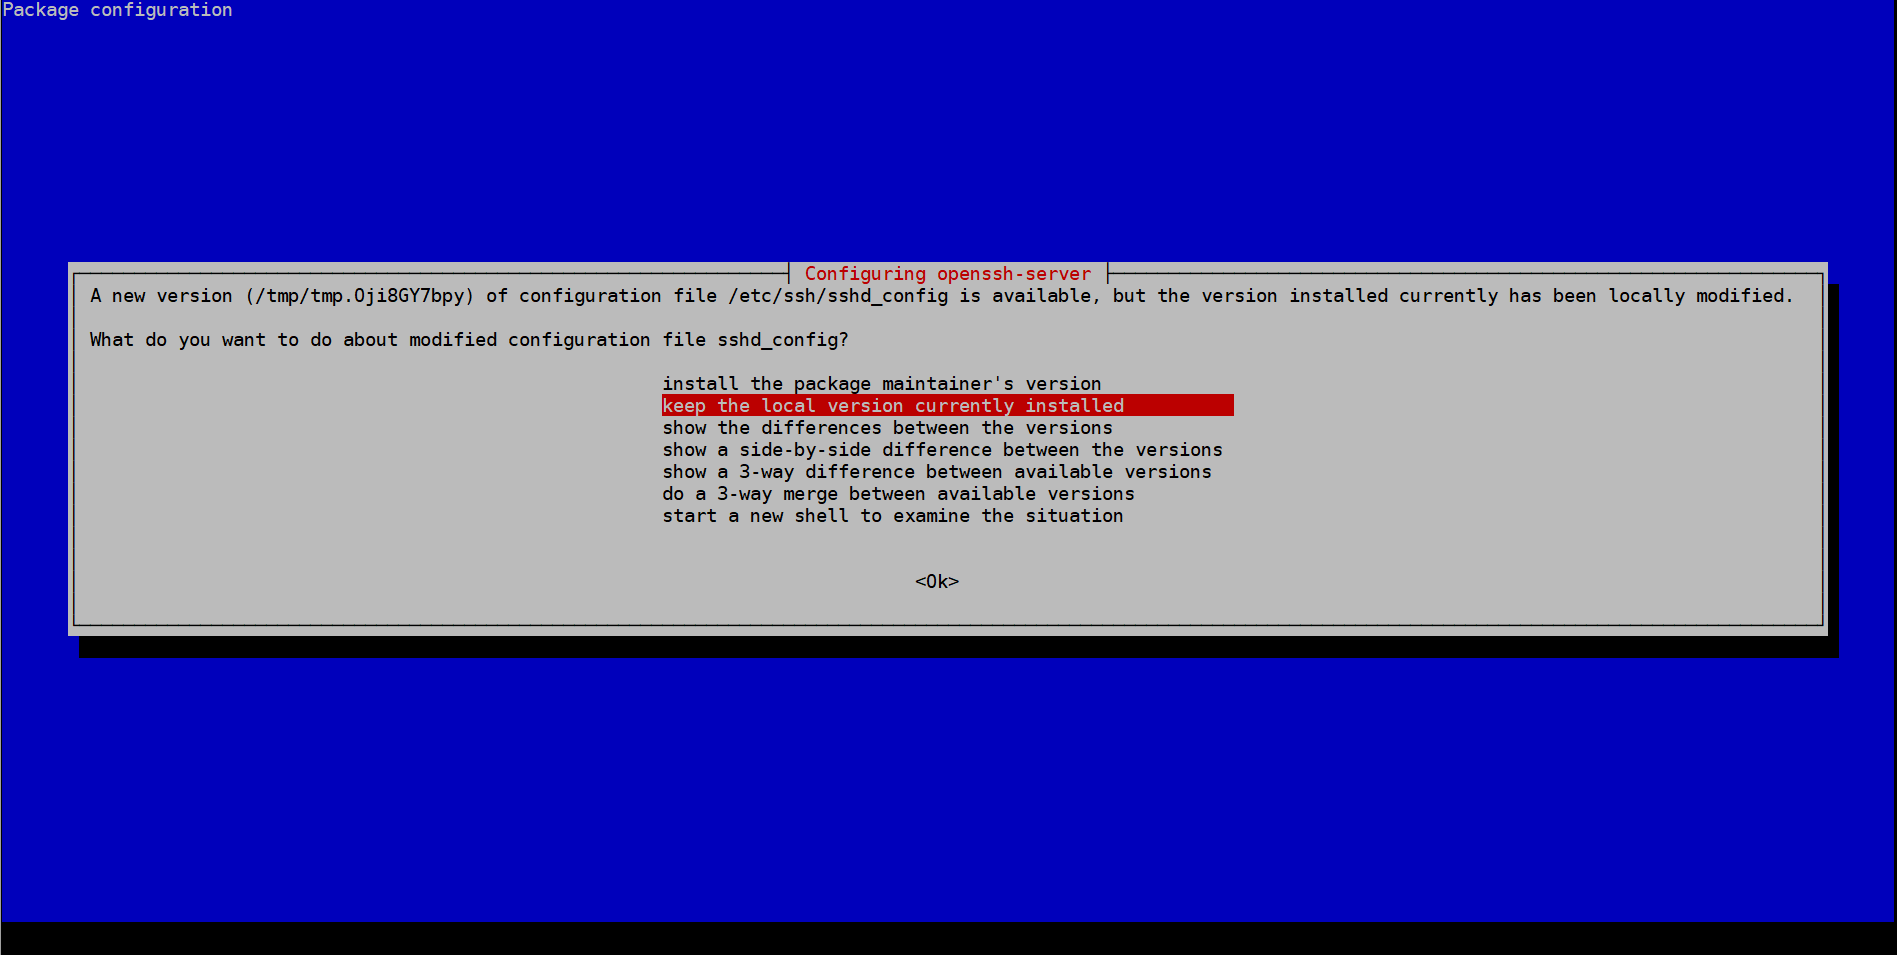 Package configuration
Configuring openssh-server
A new version (/tmp/tmp.Oji8GY7bpy) of configuration file /etc/ssh/sshd_config is available, but the version installed currently has been locally modified.
What do you want to do about modified configuration file sshd_config?
install the package maintainer's version
keep the local version currently installed
show the differences between the versions
show a side-by-side difference between the versions
show a 3-way difference between available versions
do a 3-way merge between available versions
start a new shell to examine the situation
<Ok>